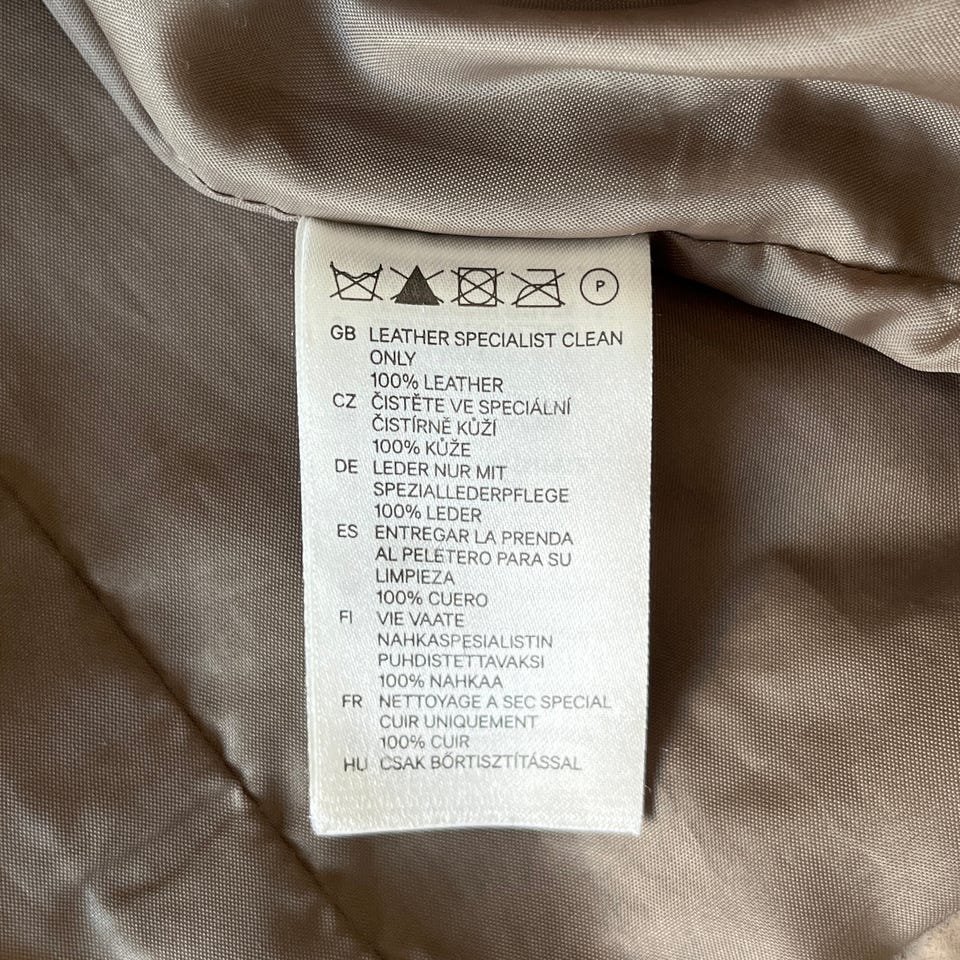 P
GB LEATHER SPECIALIST CLEAN
ONLY
100% LEATHER
CZ ČISTĚTE VE SPECIÁLNÍ
ČISTÍRNĚ KŮŽÍ
100% KŮŽE
DE LEDER NUR MIT
SPEZIALLEDERPFLEGE
100% LEDER
ES ENTREGAR LA PRENDA
AL PELETERO PARA SU
LIMPIEZA
100% CUERO
FI VIE VAATE
NAHKASPESIALISTIN
PUHDISTETTAVAKSI
100% NAHKAA
FR NETTOYAGE A SEC SPECIAL
CUIR UNIQUEMENT
100% CUIR
HU CSAK BŐRTISZTÍTÁSSAL